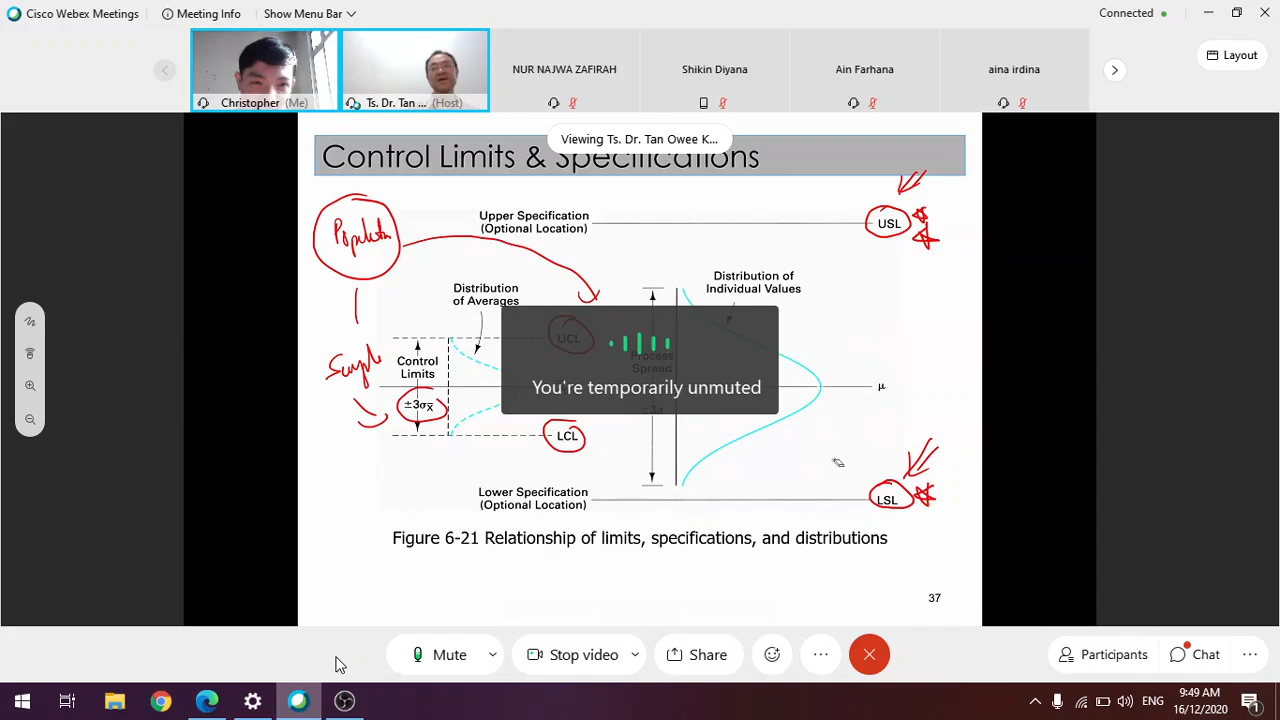 Cisco Webex Meetings
Meeting Info
Show Menu Bar
Connected
Christopher (Me)
Ts. Dr. Tan ... (Host)
NUR NAJWA ZAFIRAH
Shikin Diyana
Ain Farhana
aina irdina
Layout
Viewing Ts. Dr. Tan Owee K...
Control Limits & Specifications
Upper Specification
(Optional Location)
USL
Distribution
of Averages
Distribution of
Individual Values
UCL
Control
Limits
±3σx̄
Process
Spread
±3σ
μ
LCL
You're temporarily unmuted
Lower Specification
(Optional Location)
LSL
Figure 6-21 Relationship of limits, specifications, and distributions
37
Mute
Stop video
Share
Participants
Chat
ENG
9:49 AM
16/12/2020
1